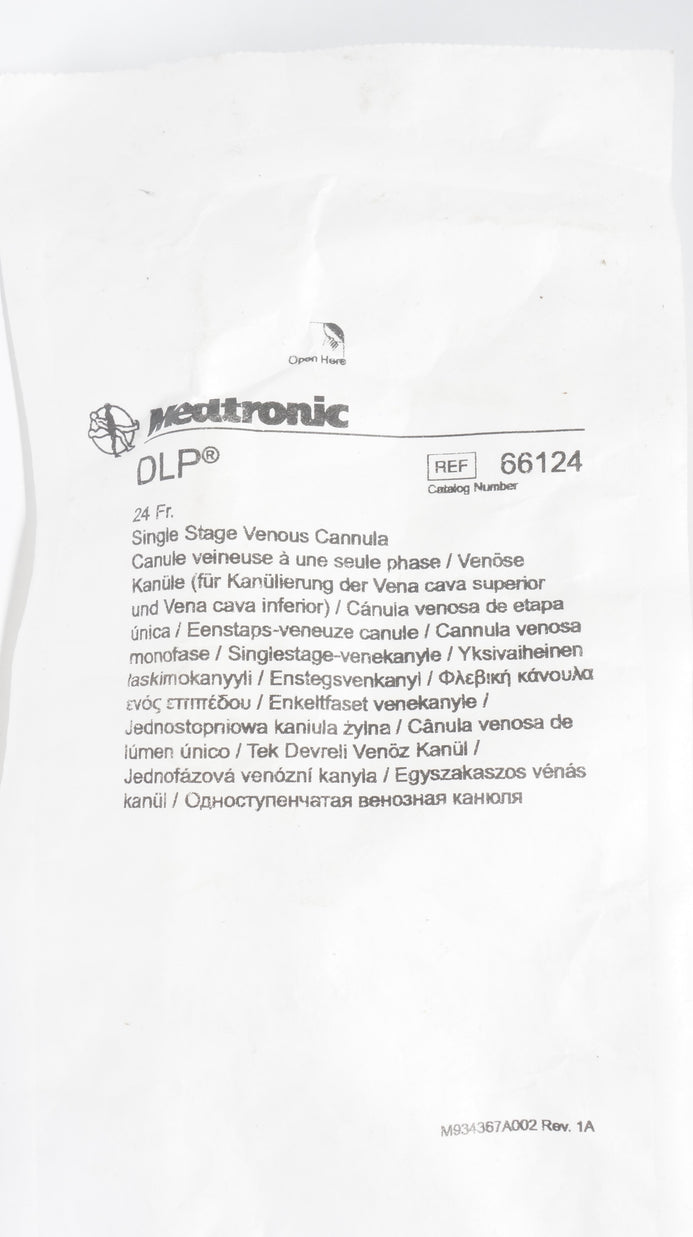 Open Here
Medtronic
DLP®
REF 66124
Catalog Number
24 Fr.
Single Stage Venous Cannula
Canule veineuse à une seule phase / Venöse
Kanüle (für Kanülierung der Vena cava superior
und Vena cava inferior) / Cánula venosa de etapa
única / Eenstaps-veneuze canule / Cannula venosa
monofase / Singlestage-venekanyle / Yksivaiheinen
laskimokanyyli / Enstegsvenkanyl / Φλεβική κάνουλα
ενός επιπέδου / Enkeltfaset venekanyle /
Jednostopniowa kaniula żylna / Cânula venosa de
lúmen único / Tek Devreli Venöz Kanül /
Jednofázová venózní kanyla / Egyszakaszos vénás
kanül / Одноступенчатая венозная канюля
M934367A002 Rev. 1A